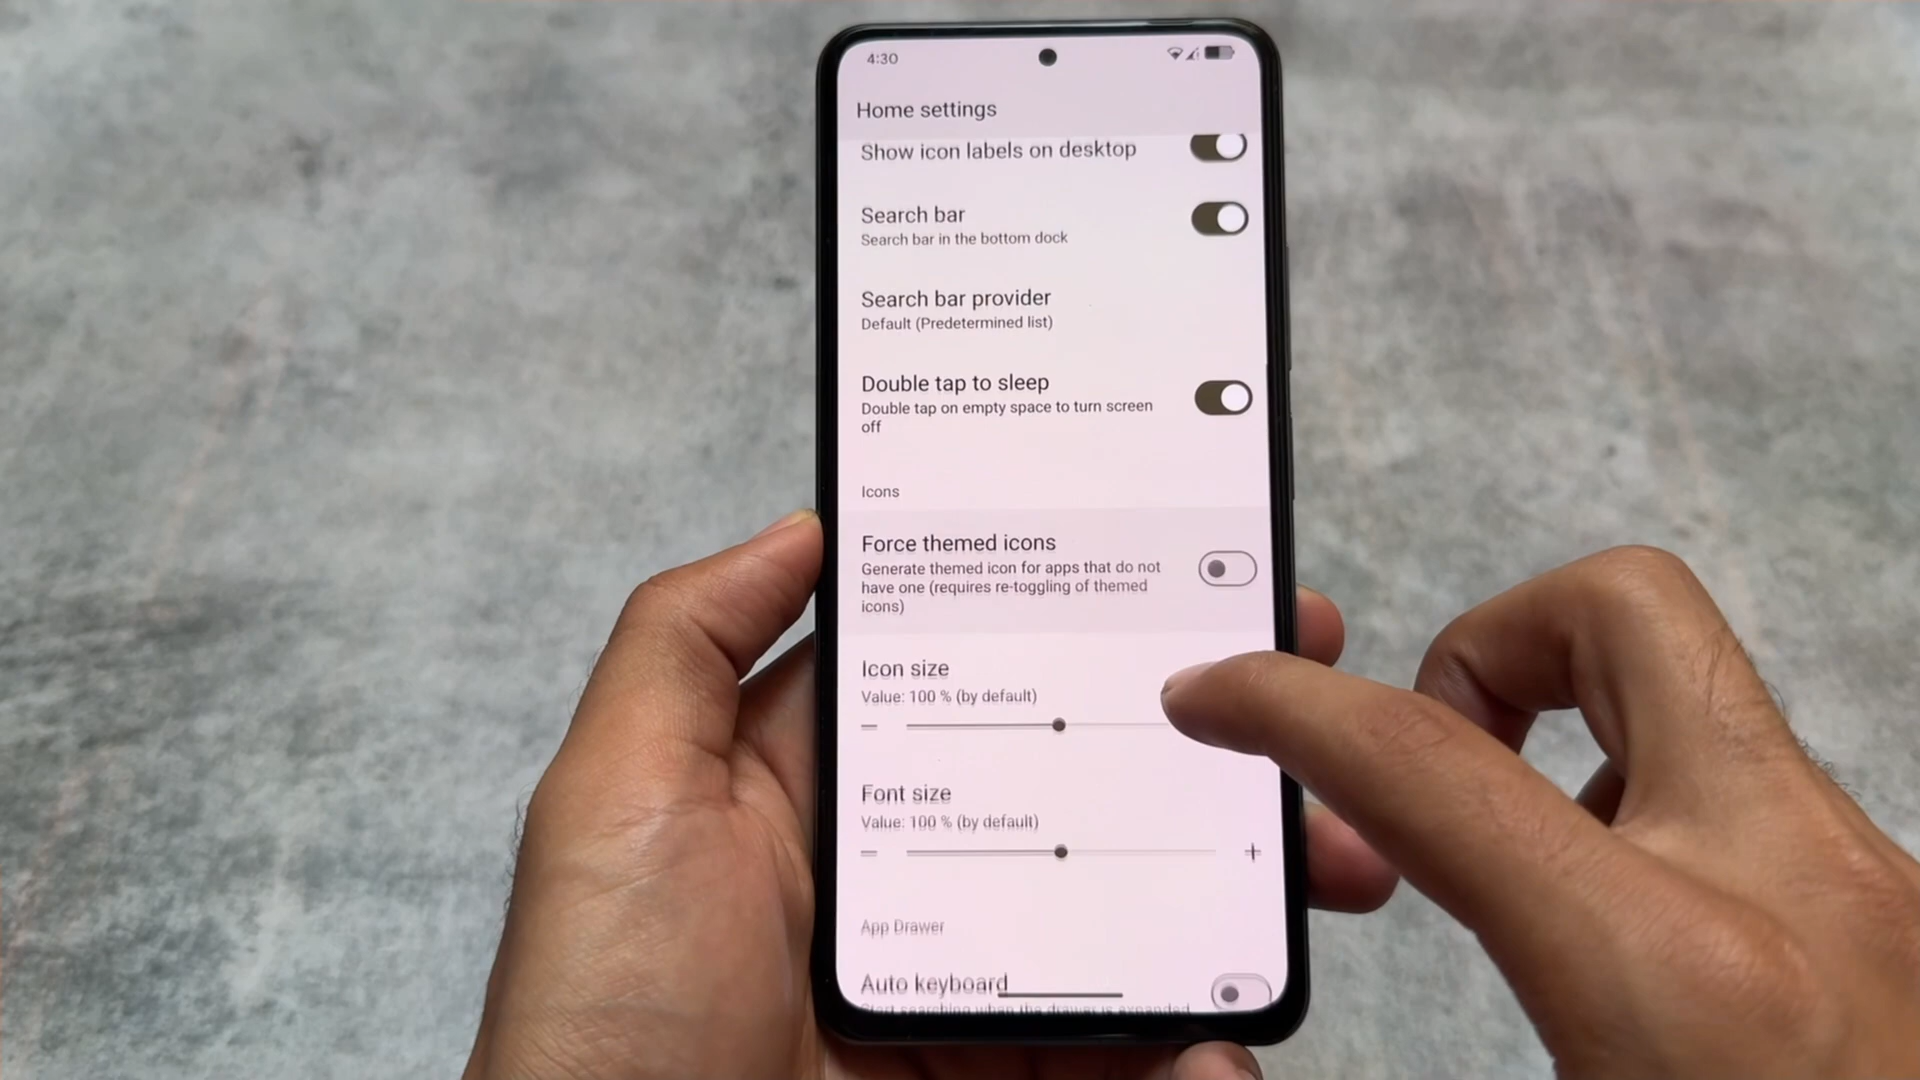 4:30
Home settings
Show icon labels on desktop
Search bar
Search bar in the bottom dock
Search bar provider
Default (Predetermined list)
Double tap to sleep
Double tap on empty space to turn screen
off
Icons
Force themed icons
Generate themed icon for apps that do not
have one (requires re-toggling of themed
icons)
Icon size
Value: 100 % (by default)
Font size
Value: 100 % (by default)
App Drawer
Auto keyboard
Start searching when the drawer is expanded